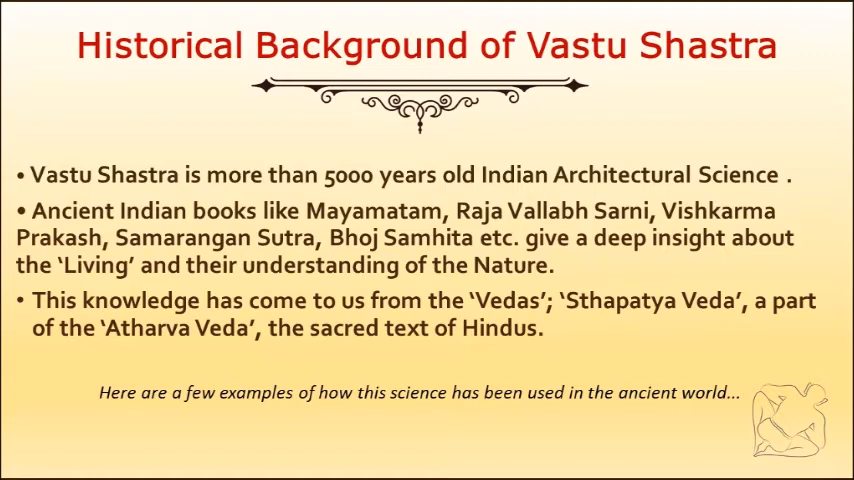 Historical Background of Vastu Shastra
• Vastu Shastra is more than 5000 years old Indian Architectural Science .
• Ancient Indian books like Mayamatam, Raja Vallabh Sarni, Vishkarma
Prakash, Samarangan Sutra, Bhoj Samhita etc. give a deep insight about
the ‘Living’ and their understanding of the Nature.
• This knowledge has come to us from the ‘Vedas’; ‘Sthapatya Veda’, a part
of the ‘Atharva Veda’, the sacred text of Hindus.
Here are a few examples of how this science has been used in the ancient world...